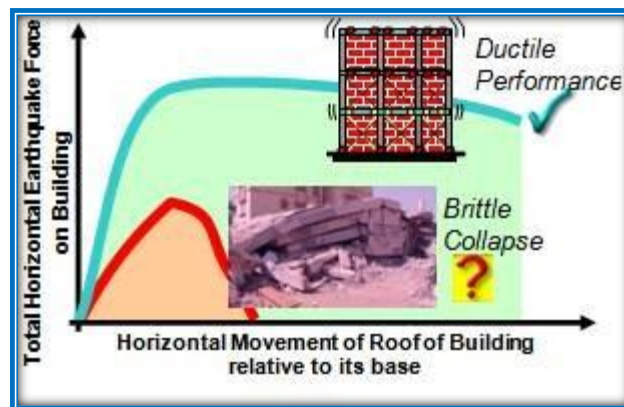 Ductile
Performance
Total Horizontal Earthquake Force
on Building
Brittle
Collapse
?
Horizontal Movement of Roof of Building
relative to its base